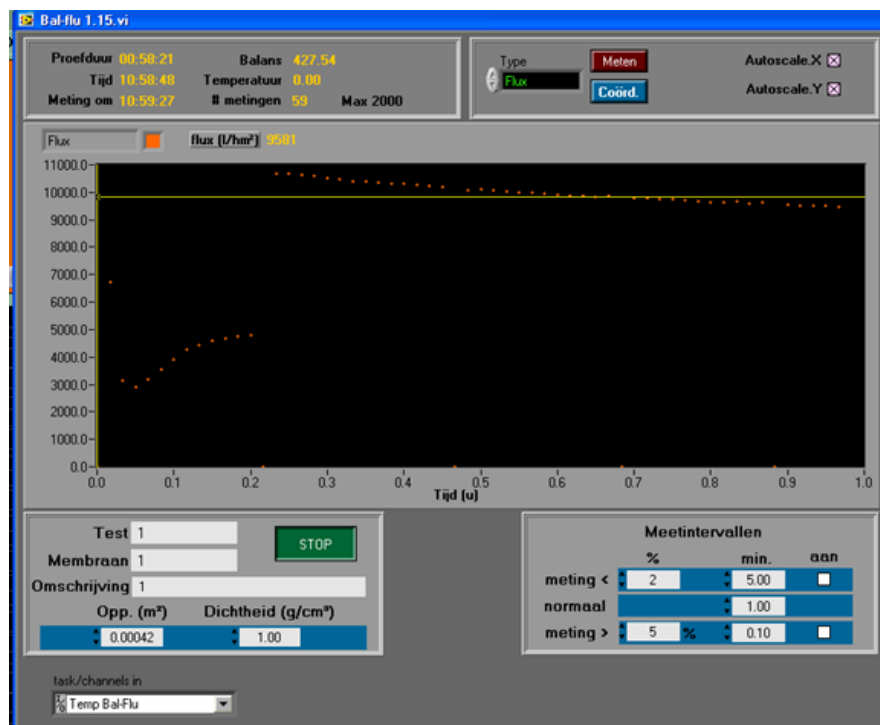 Bal-flu 1.15.vi
Proefduur 00:58:21 Balans 427.54
Tijd 10:58:48 Temperatuur 0.00
Meting om 10:59:27 # metingen 59 Max 2000
Type
Flux
Meten
Coörd.
Autoscale.X
Autoscale.Y
Flux flux (l/hm²) 9581
11000.0
10000.0
9000.0
8000.0
7000.0
6000.0
5000.0
4000.0
3000.0
2000.0
1000.0
0.0
0.0 0.1 0.2 0.3 0.4 0.5 0.6 0.7 0.8 0.9 1.0
Tijd (u)
Test 1
STOP
Membraan 1
Omschrijving 1
Opp. (m²) Dichtheid (g/cm³)
0.00042 1.00
Meetintervallen
% min. aan
meting < 2 5.00
normaal 1.00
meting > 5 % 0.10
task/channels in
Temp Bal-Flu